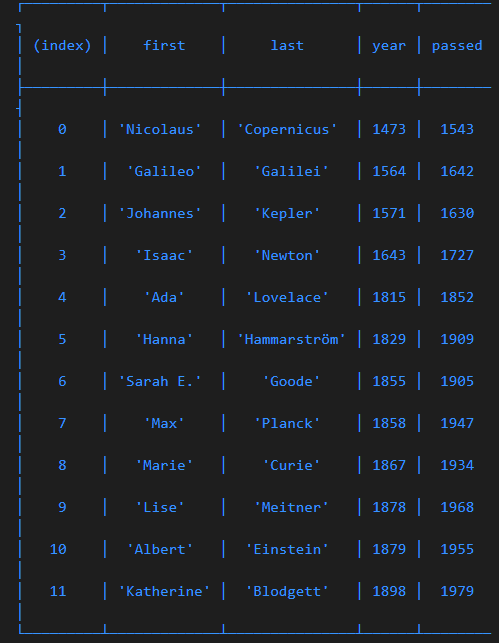 (index) first last year passed
0 'Nicolaus' 'Copernicus' 1473 1543
1 'Galileo' 'Galilei' 1564 1642
2 'Johannes' 'Kepler' 1571 1630
3 'Isaac' 'Newton' 1643 1727
4 'Ada' 'Lovelace' 1815 1852
5 'Hanna' 'Hammarström' 1829 1909
6 'Sarah E.' 'Goode' 1855 1905
7 'Max' 'Planck' 1858 1947
8 'Marie' 'Curie' 1867 1934
9 'Lise' 'Meitner' 1878 1968
10 'Albert' 'Einstein' 1879 1955
11 'Katherine' 'Blodgett' 1898 1979